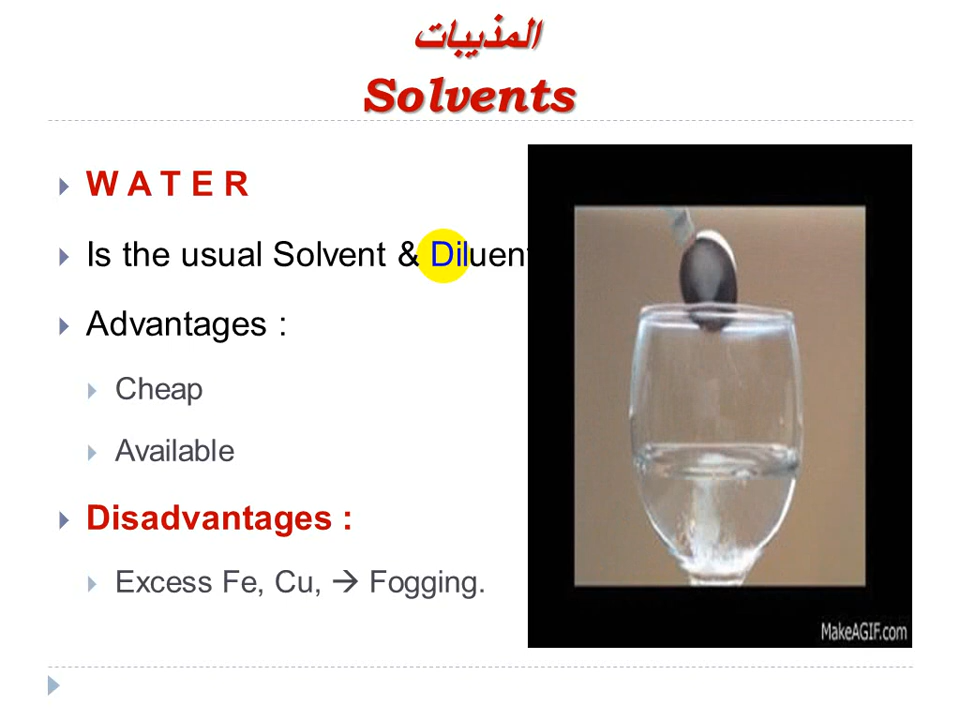 المذيبات
Solvents
W A T E R
Is the usual Solvent & Diluent
Advantages :
Cheap
Available
Disadvantages :
Excess Fe, Cu, → Fogging.
MakeAGIF.com